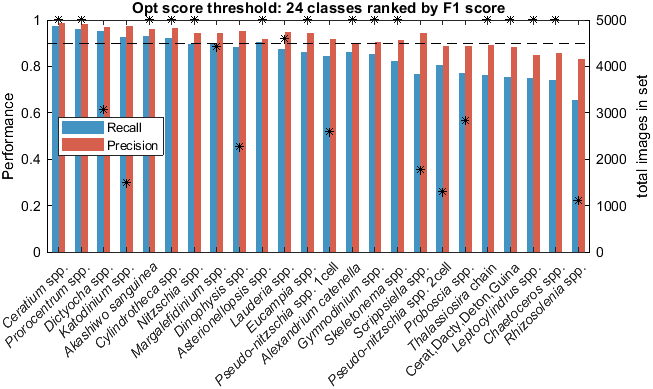 Opt score threshold: 24 classes ranked by F1 score
Performance
1
0.8
0.6
0.4
0.2
0
Recall
Precision
5000
4000
3000
2000
1000
0
total images in set
Ceratium spp.
Prorocentrum spp.
Dictyocha spp.
Katodinium spp.
Akashiwo sanguinea
Cylindrotheca spp.
Nitzschia spp.
Margalefidinium spp.
Dinophysis spp.
Asterionellopsis spp.
Lauderia spp.
Eucampia spp.
Pseudo-nitzschia spp. 1cell
Alexandrium catenella
Gymnodinium spp.
Skeletonema spp.
Scrippsiella spp.
Pseudo-nitzschia spp. 2cell
Proboscia spp.
Thalassiosira chain
Cerat,Dacty,Deton,Guina
Leptocylindrus spp.
Chaetoceros spp.
Rhizosolenia spp.